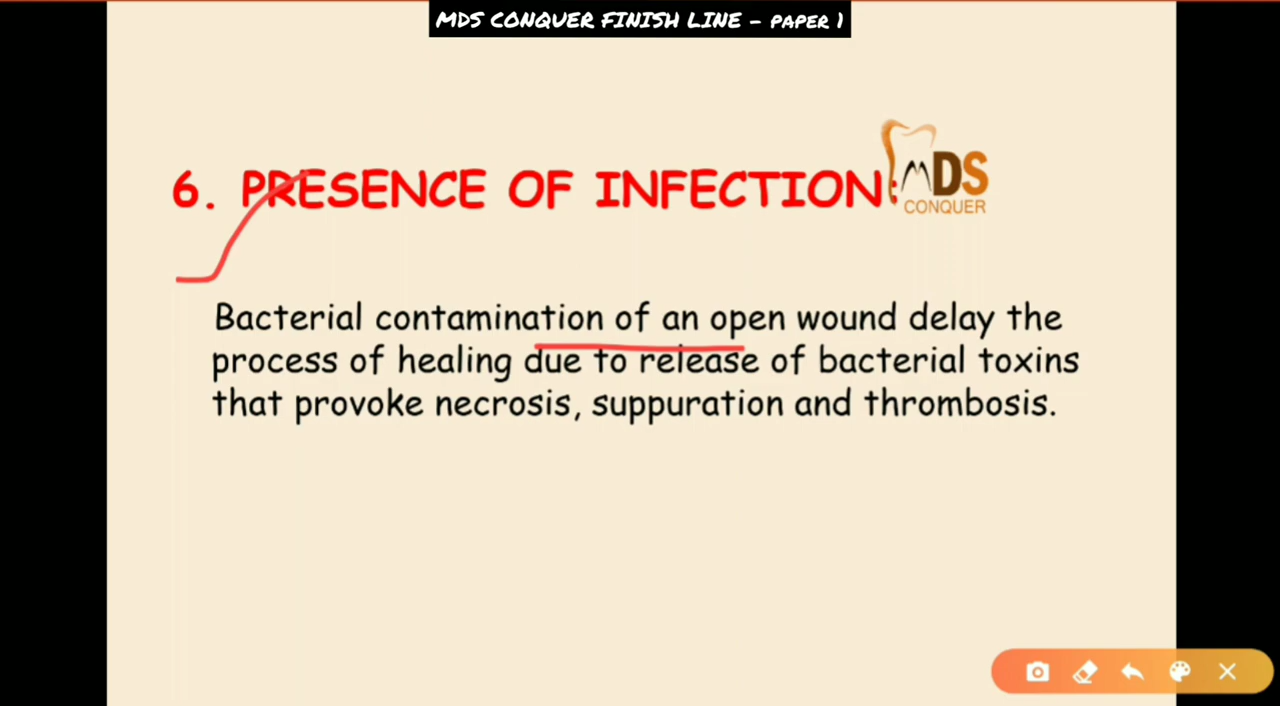 MDS CONQUER FINISH LINE - PAPER 1
6. PRESENCE OF INFECTION:
MDS
CONQUER
Bacterial contamination of an open wound delay the
process of healing due to release of bacterial toxins
that provoke necrosis, suppuration and thrombosis.